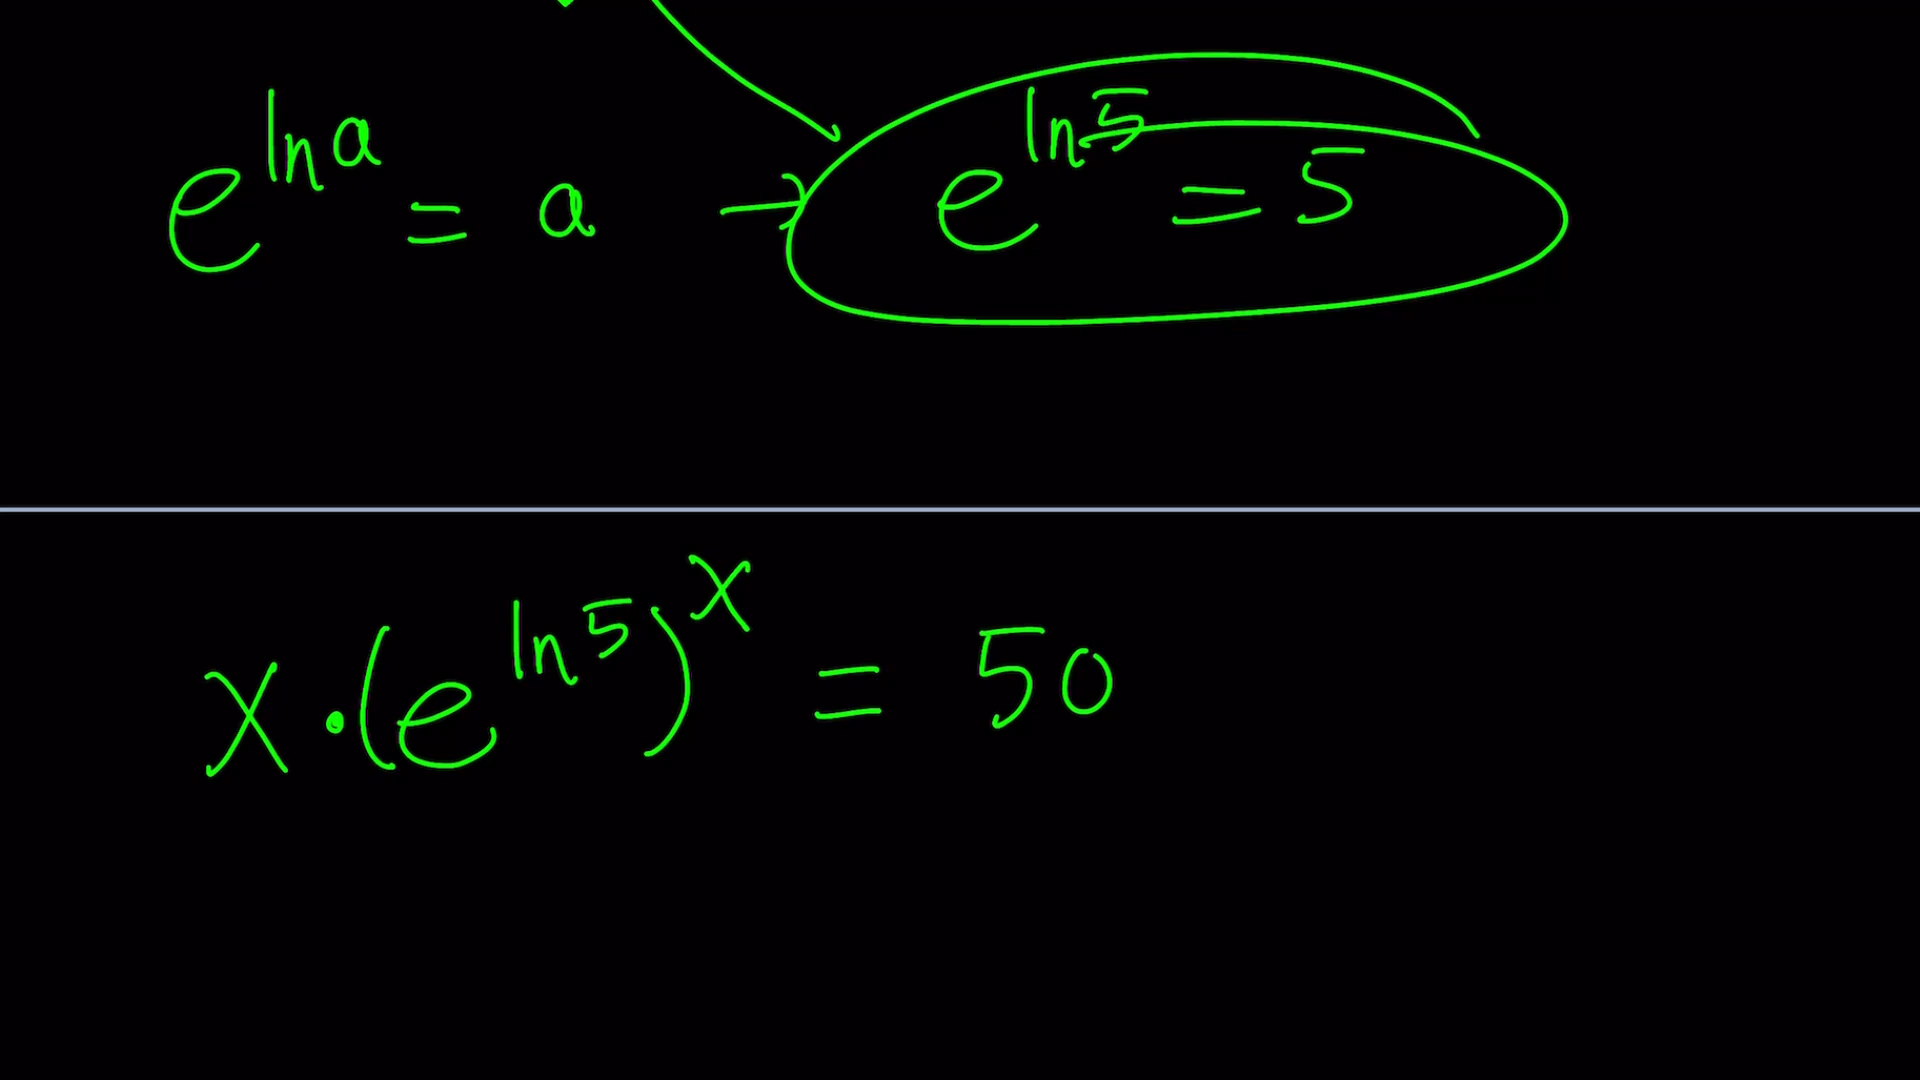 e^{ln a} = a → e^{ln 5} = 5
x · (e^{ln 5})^x = 50